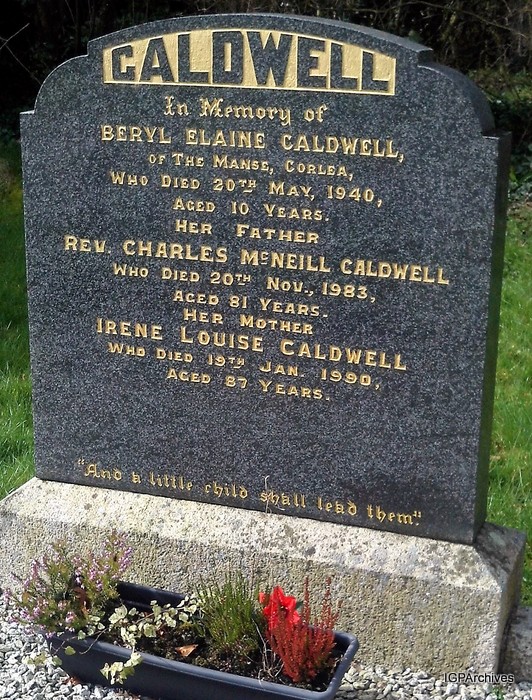 CALDWELL
In Memory of
BERYL ELAINE CALDWELL,
OF THE MANSE, CORLEA,
WHO DIED 20TH MAY, 1940,
AGED 10 YEARS.
HER FATHER
REV. CHARLES McNEILL CALDWELL
WHO DIED 20TH NOV., 1983,
AGED 81 YEARS.
HER MOTHER
IRENE LOUISE CALDWELL
WHO DIED 19TH JAN. 1990,
AGED 87 YEARS.
"And a little child shall lead them".
IGPArchives